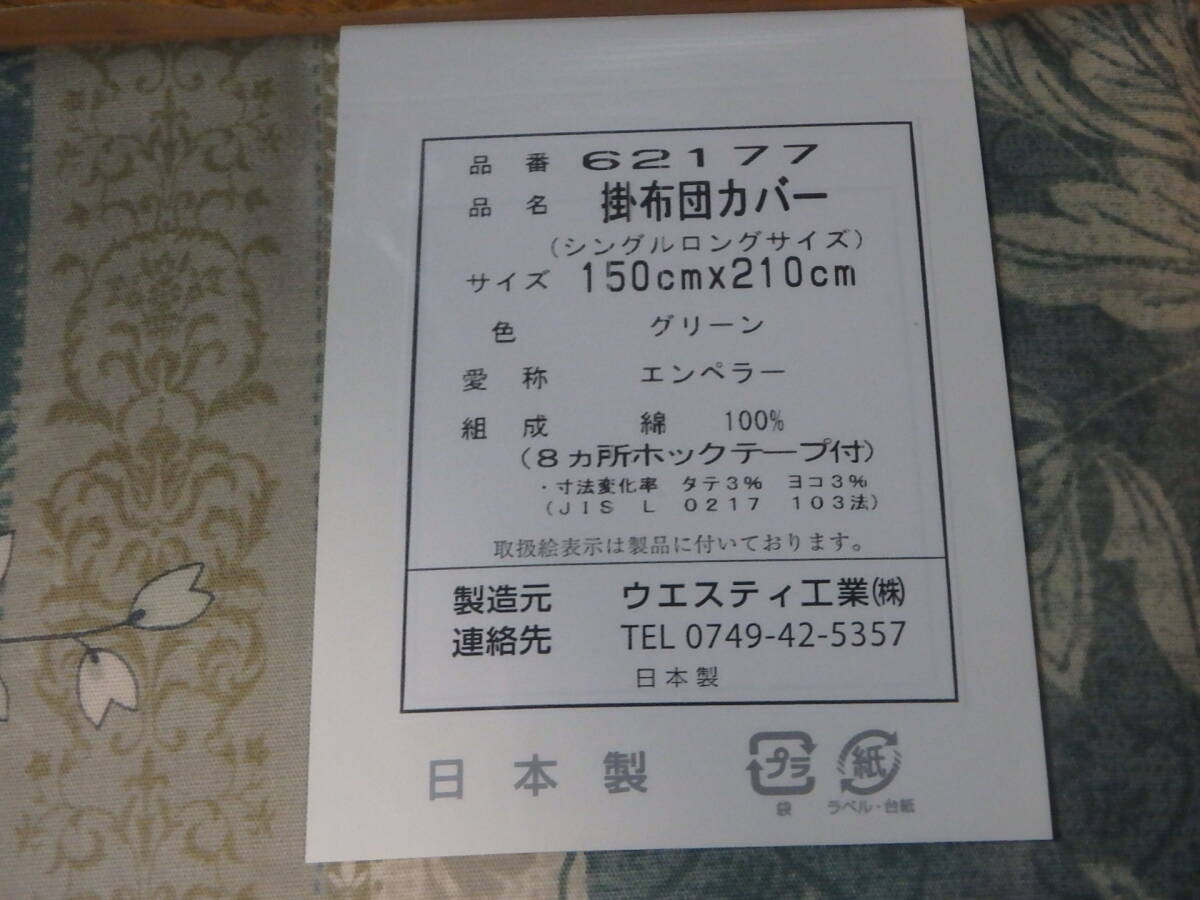 品番 62177
品名 掛布団カバー
(シングルロングサイズ)
サイズ 150cmx210cm
色 グリーン
愛称 エンペラー
組成 綿 100%
(8ヵ所ホックテープ付)
・寸法変化率 タテ3% ヨコ3%
(JIS L 0217 103法)
取扱絵表示は製品に付いております。
製造元 ウエスティ工業㈱
連絡先 TEL 0749-42-5357
日本製
日本製
プラ 紙
袋 ラベル・台紙